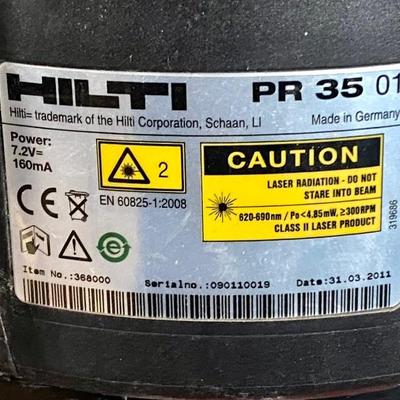 HILTI PR 35 01
Hilti= trademark of the Hilti Corporation, Schaan, LI Made in Germany
Power:
7.2V=
160mA
2
CAUTION
LASER RADIATION - DO NOT
STARE INTO BEAM
EN 60825-1:2008
620-690nm / Po<4.85mW, ≥300RPM
CLASS II LASER PRODUCT
CE
319686
e
Item No.:368000 Serialno.:090110019 Date:31.03.2011